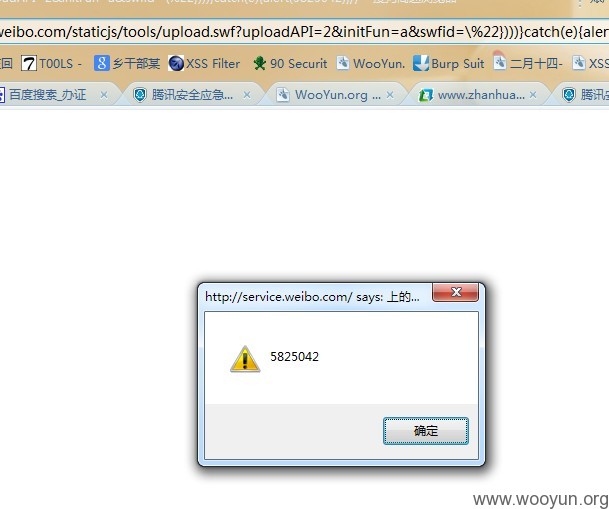 weibo.com/staticjs/tools/upload.swf?uploadAPI=2&initFun=a&swfid=\%22})))}catch(e){aler
T00LS -
乡干部某
XSS Filter
90 Securit
WooYun.
Burp Suit
二月十四-
XSS
百度搜索_办证
腾讯安全应急...
WooYun.org ...
www.zhanhua...
腾讯安
http://service.weibo.com/ says: 上的...
5825042
确定
www.wooyun.org